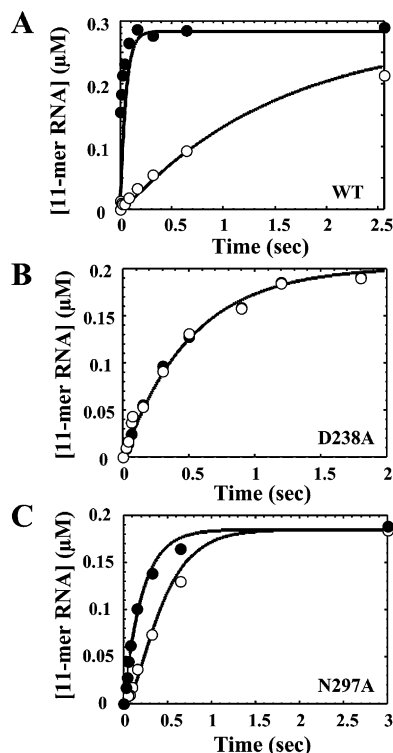 A
[11-mer RNA] (μM)
0.3
0.2
0.1
0
WT
0 0.5 1 1.5 2 2.5
Time (sec)
B
[11-mer RNA] (μM)
0.2
0.15
0.1
0.05
0
D238A
0 0.5 1 1.5 2
Time (sec)
C
[11-mer RNA] (μM)
0.2
0.15
0.1
0.05
0
N297A
0 0.5 1 1.5 2 2.5 3
Time (sec)